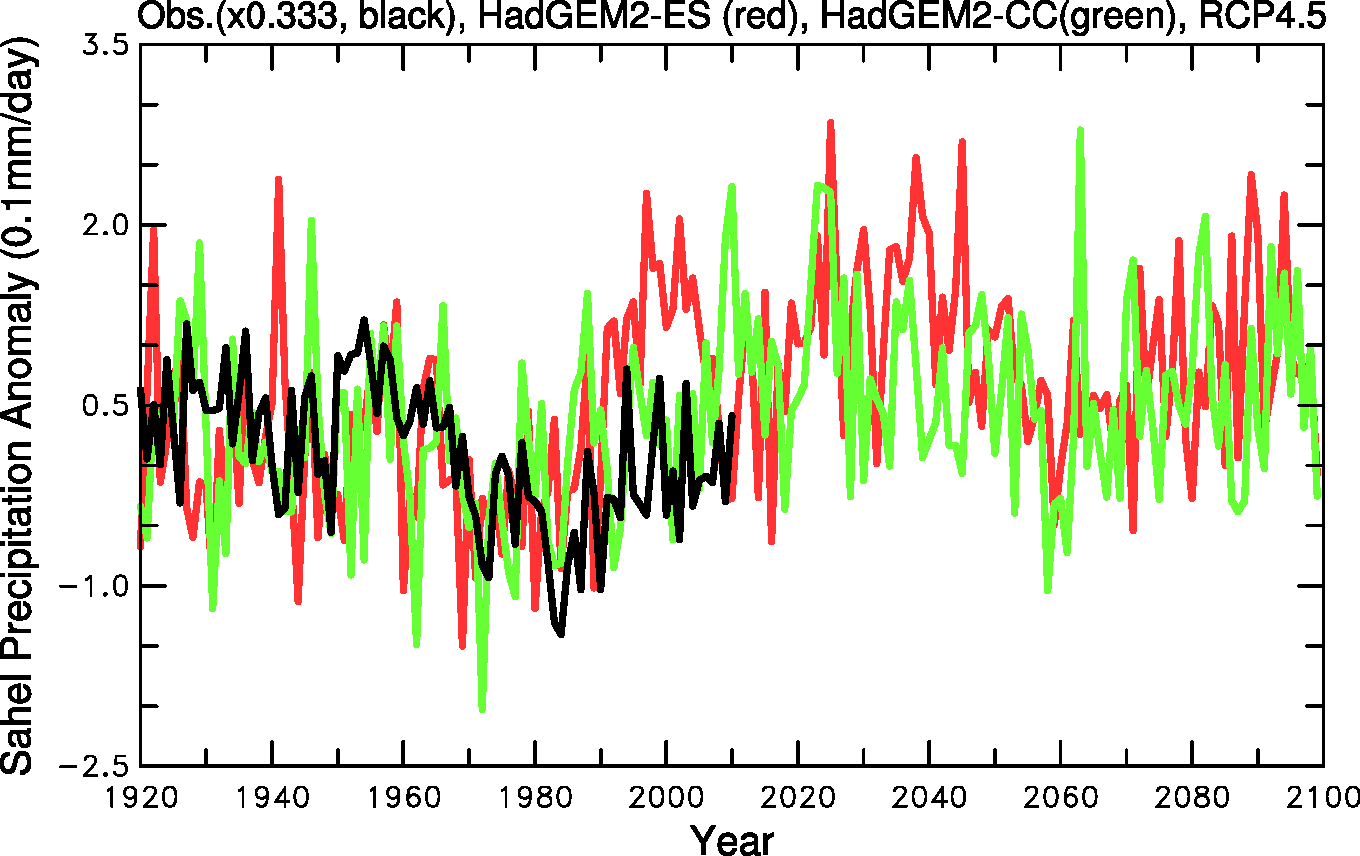 Obs.(x0.333, black), HadGEM2-ES (red), HadGEM2-CC(green), RCP4.5
Sahel Precipitation Anomaly (0.1mm/day)
3.5
2.0
0.5
−1.0
−2.5
1920 1940 1960 1980 2000 2020 2040 2060 2080 2100
Year